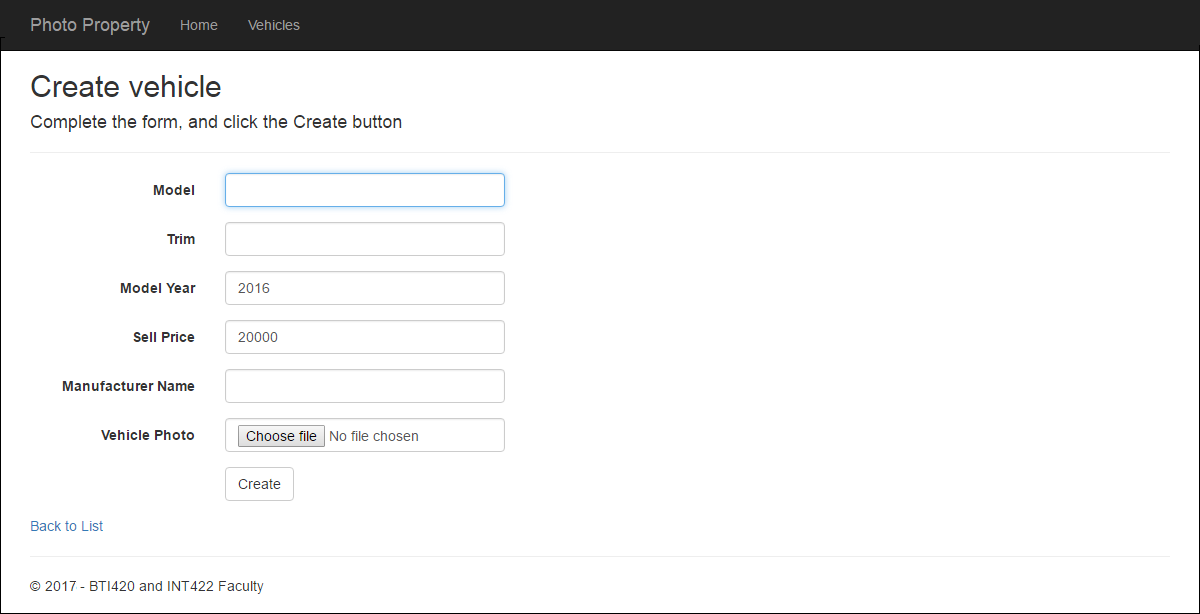 Photo Property Home Vehicles
Create vehicle
Complete the form, and click the Create button
Model
Trim
Model Year 2016
Sell Price 20000
Manufacturer Name
Vehicle Photo Choose file No file chosen
Create
Back to List
© 2017 - BTI420 and INT422 Faculty